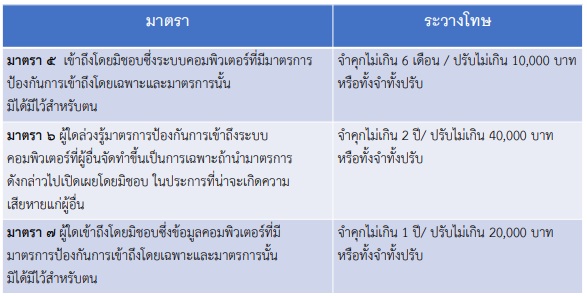 มาตรา ระวางโทษ
มาตรา ๕ เข้าถึงโดยมิชอบซึ่งระบบคอมพิวเตอร์ที่มีมาตรการ
ป้องกันการเข้าถึงโดยเฉพาะและมาตรการนั้น
มิได้มีไว้สำหรับตน
จำคุกไม่เกิน 6 เดือน / ปรับไม่เกิน 10,000 บาท
หรือทั้งจำทั้งปรับ
มาตรา ๖ ผู้ใดล่วงรู้มาตรการป้องกันการเข้าถึงระบบ
คอมพิวเตอร์ที่ผู้อื่นจัดทำขึ้นเป็นการเฉพาะถ้านำมาตรการ
ดังกล่าวไปเปิดเผยโดยมิชอบ ในประการที่น่าจะเกิดความ
เสียหายแก่ผู้อื่น
จำคุกไม่เกิน 2 ปี/ ปรับไม่เกิน 40,000 บาท
หรือทั้งจำทั้งปรับ
มาตรา ๗ ผู้ใดเข้าถึงโดยมิชอบซึ่งข้อมูลคอมพิวเตอร์ที่มี
มาตรการป้องกันการเข้าถึงโดยเฉพาะและมาตรการนั้น
มิได้มีไว้สำหรับตน
จำคุกไม่เกิน 1 ปี/ ปรับไม่เกิน 20,000 บาท
หรือทั้งจำทั้งปรับ